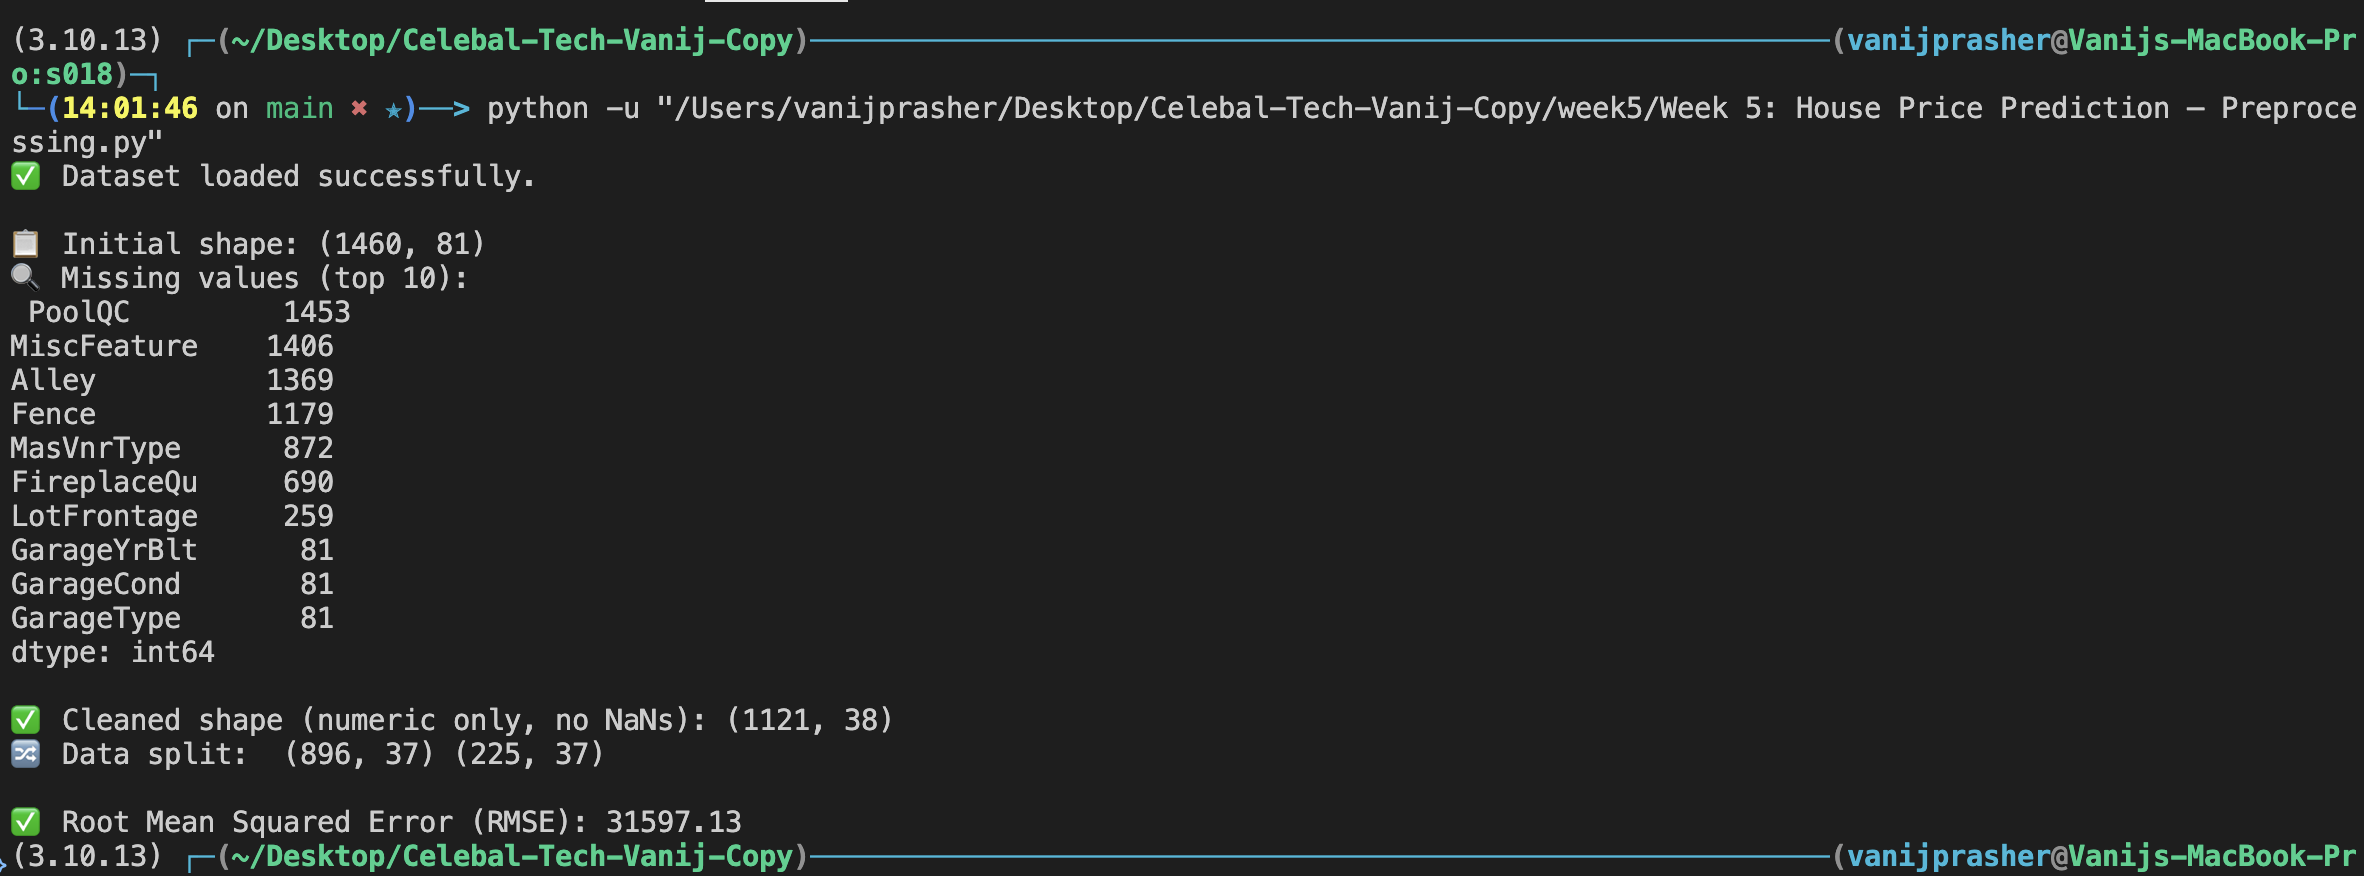 (3.10.13) ┌─(~/Desktop/Celebal-Tech-Vanij-Copy)────────────────────────────────────────────────────────────(vanijprasher@Vanijs-MacBook-Pr
o:s018)─┐
└─(14:01:46 on main ✖ ★)──> python -u "/Users/vanijprasher/Desktop/Celebal-Tech-Vanij-Copy/week5/Week 5: House Price Prediction – Preproce
ssing.py"
✅ Dataset loaded successfully.
📋 Initial shape: (1460, 81)
🔍 Missing values (top 10):
PoolQC         1453
MiscFeature    1406
Alley          1369
Fence          1179
MasVnrType      872
FireplaceQu     690
LotFrontage     259
GarageYrBlt      81
GarageCond       81
GarageType       81
dtype: int64
✅ Cleaned shape (numeric only, no NaNs): (1121, 38)
🔀 Data split:  (896, 37) (225, 37)
✅ Root Mean Squared Error (RMSE): 31597.13
(3.10.13) ┌─(~/Desktop/Celebal-Tech-Vanij-Copy)────────────────────────────────────────────────────────────(vanijprasher@Vanijs-MacBook-Pr